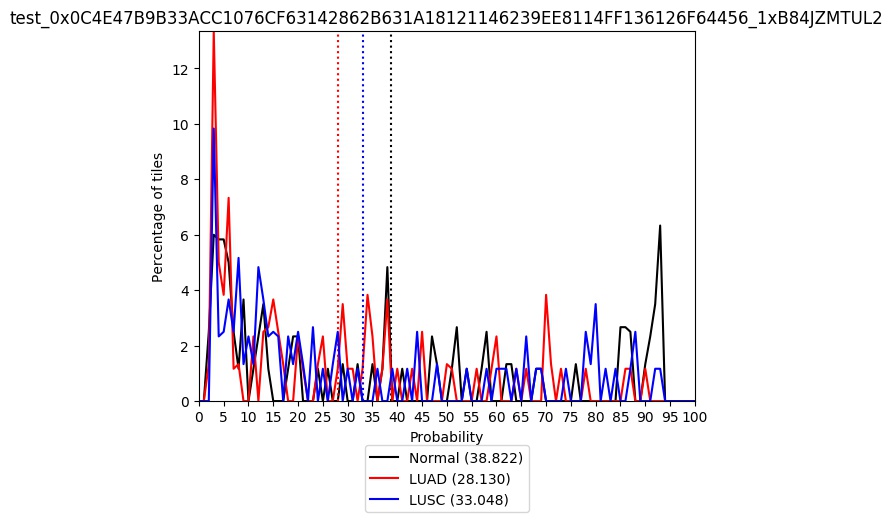 test_0x0C4E47B9B33ACC1076CF63142862B631A18121146239EE8114FF136126F64456_1xB84JZMTUL2
12
10
8
6
4
2
0
Percentage of tiles
0 5 10 15 20 25 30 35 40 45 50 55 60 65 70 75 80 85 90 95 100
Probability
Normal (38.822)
LUAD (28.130)
LUSC (33.048)